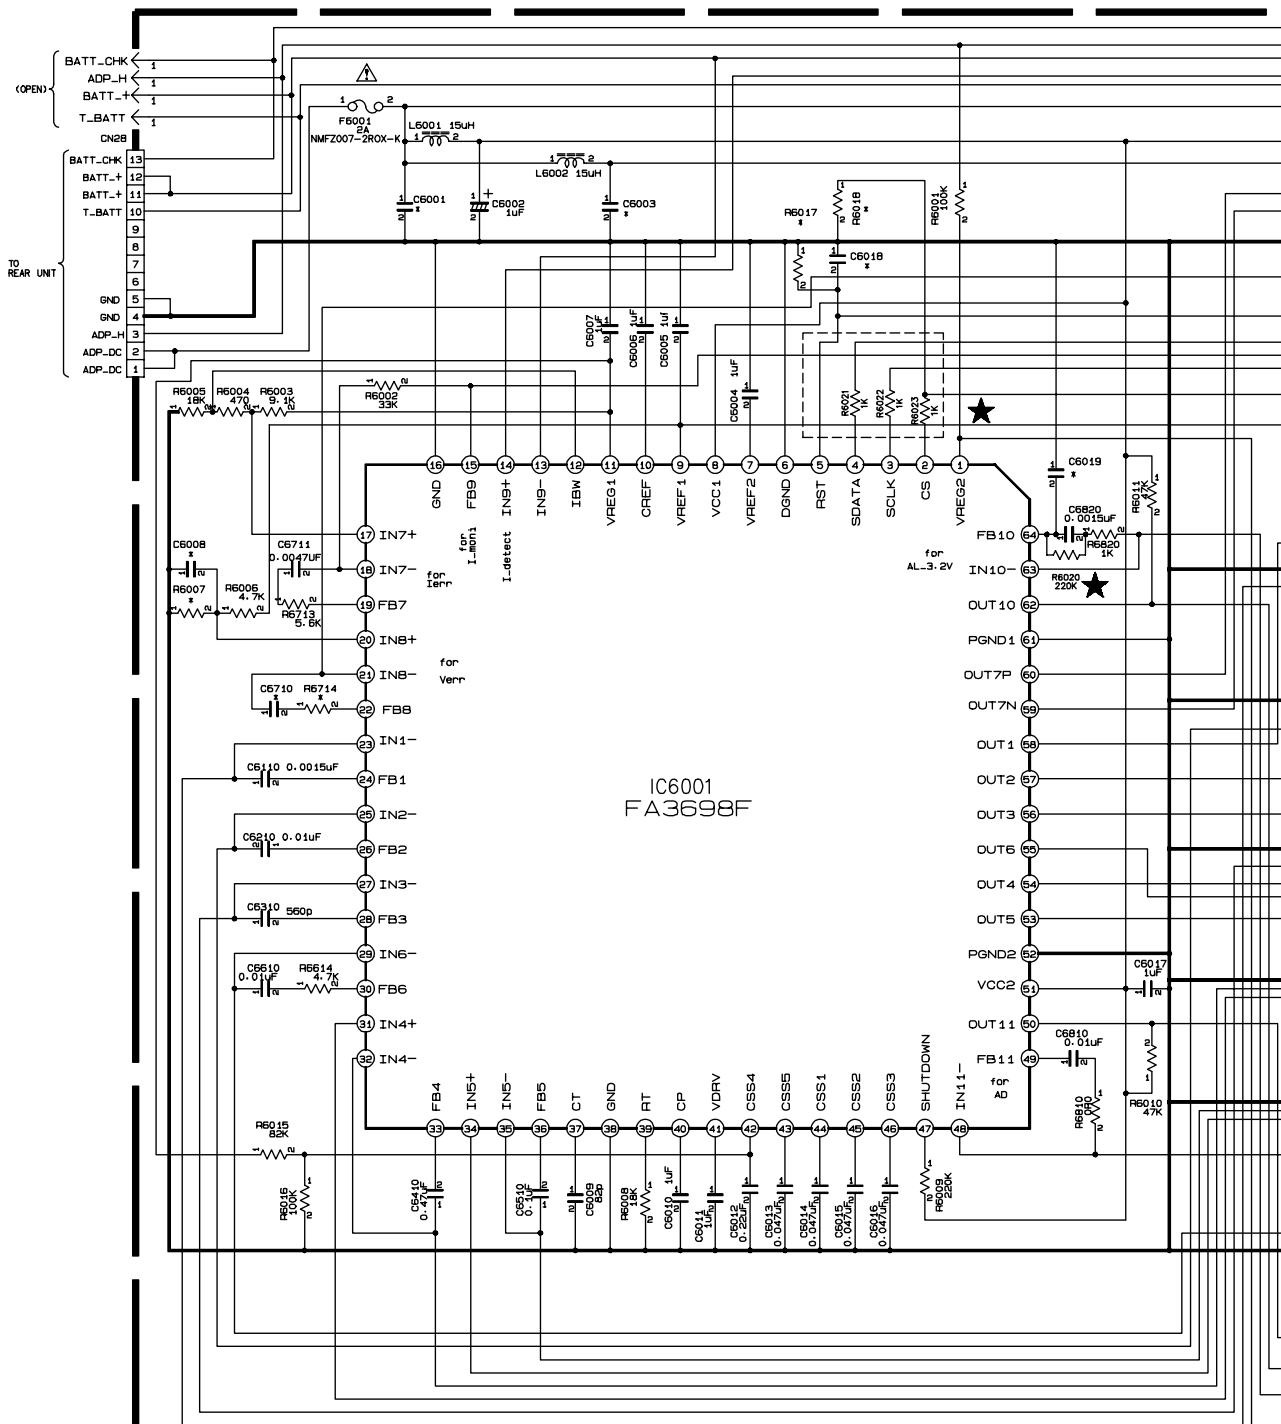 BATT_CHK 1
ADP_H 1
(OPEN)
BATT_+ 1
T_BATT 1
CN28
TO
REAR UNIT
BATT_CHK 13
BATT_+ 12
BATT_+ 11
T_BATT 10
9
8
7
6
GND 5
GND 4
ADP_H 3
ADP_DC 2
ADP_DC 1
1 2
F6001
2A
NMFZ007-2R0X-K
L6001 15uH
1 2
1 2
L6002 15uH
C6001
*
C6002
1uF
C6003
*
R6017
*
R6018
*
C6018
*
R6001
100K
C6007
1uF
C6006 1uf
C6005 1uf
C6004 1uF
R6005
18K
R6004
470
R6003
9.1K
R6002
33K
R6021
1K
R6022
1K
R6023
1K
16 15 14 13 12 11 10 9 8 7 6 5 4 3 2 1
GND
FB9
IN9+
IN9-
IBW
VREG1
CREF
VREF1
VCC1
VREF2
DGND
RST
SDATA
SCLK
CS
VREG2
for
I_moni
I_detect
C6019
*
R6011
47K
C6820
0.0015uF
R6820
1K
R6020
220K
C6008
*
C6711
0.0047UF
R6007
*
R6006
4.7K
R6713
5.6K
C6710
*
R6714
*
C6110 0.0015uF
C6210 0.01uF
C6310 560p
C6610
0.01uF
R6614
4.7K
17 IN7+
18 IN7-
for
Ierr
19 FB7
20 IN8+
21 IN8-
for
Verr
22 FB8
23 IN1-
24 FB1
25 IN2-
26 FB2
27 IN3-
28 FB3
29 IN6-
30 FB6
31 IN4+
32 IN4-
IC6001
FA3698F
FB10 64
for
AL_3.2V
IN10- 63
OUT10 62
PGND1 61
OUT7P 60
OUT7N 59
OUT1 58
OUT2 57
OUT3 56
OUT6 55
OUT4 54
OUT5 53
PGND2 52
VCC2 51
OUT11 50
FB11 49
for
AD
C6017
1uF
C6810
0.01uF
R6810
0R0
R6010
47K
FB4
IN5+
IN5-
FB5
CT
GND
RT
CP
VDRV
CSS4
CSS5
CSS1
CSS2
CSS3
SHUTDOWN
IN11-
33 34 35 36 37 38 39 40 41 42 43 44 45 46 47 48
R6015
82K
R6016
100K
C6410
0.47uF
C6510
0.1uF
C6009
82p
R6008
18K
C6010 1uF
C6011
1uF
C6012
0.22uF
C6013
0.047uF
C6014
0.047uF
C6015
0.047uF
C6016
0.047uF
R6009
220K